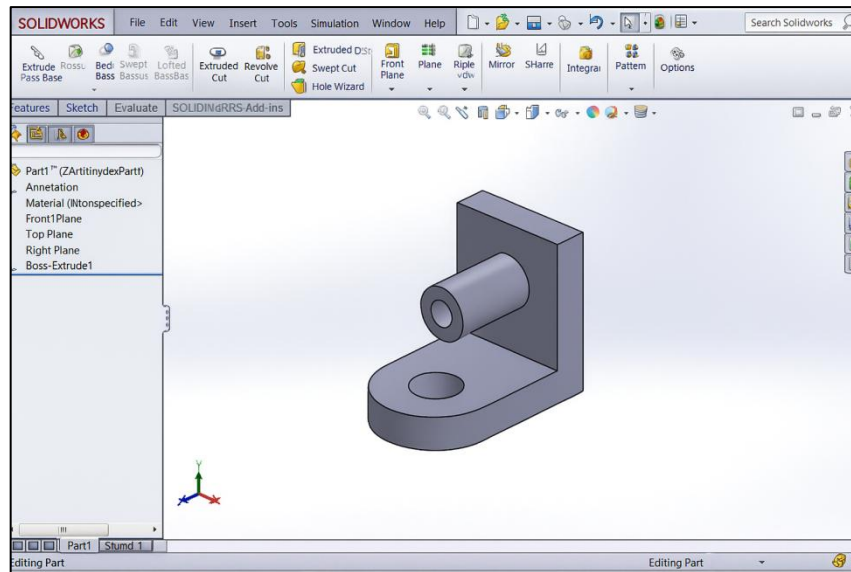 SOLIDWORKS File Edit View Insert Tools Simulation Window Help Search Solidworks
Extrude Rossu Bedi Swept Lofted Extruded Revolve Extruded D'Sti Front Plane Riple Mirror SHarre Integrai Pattern Options
Pass Base Bass Bassus BassBas Cut Cut Swept Cut Plane vdw
Hole Wizard
Features Sketch Evaluate SOLIDINdRRS Add-ins
Part1 (ZArtitinydexPartf)
Annetation
Material (INtonspecified>
Front1Plane
Top Plane
Right Plane
Boss-Extrude1
Y
Part1 Stumd 1
Editing Part Editing Part